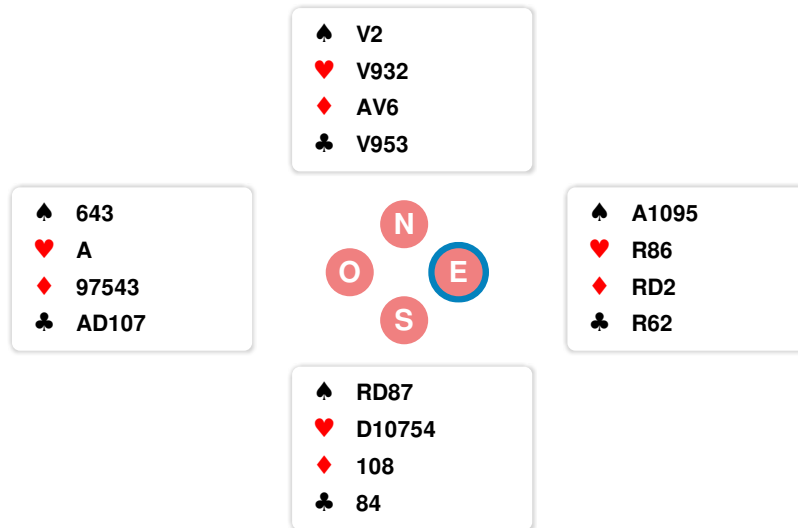 ♠ V2
♥ V932
♦ AV6
♣ V953
♠ 643
♥ A
♦ 97543
♣ AD107
N
O
E
S
♠ A1095
♥ R86
♦ RD2
♣ R62
♠ RD87
♥ D10754
♦ 108
♣ 84